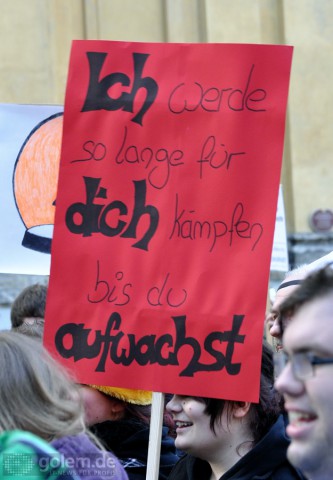 Ich werde
so lange für
dich kämpfen
bis du
aufwachst
golem.de